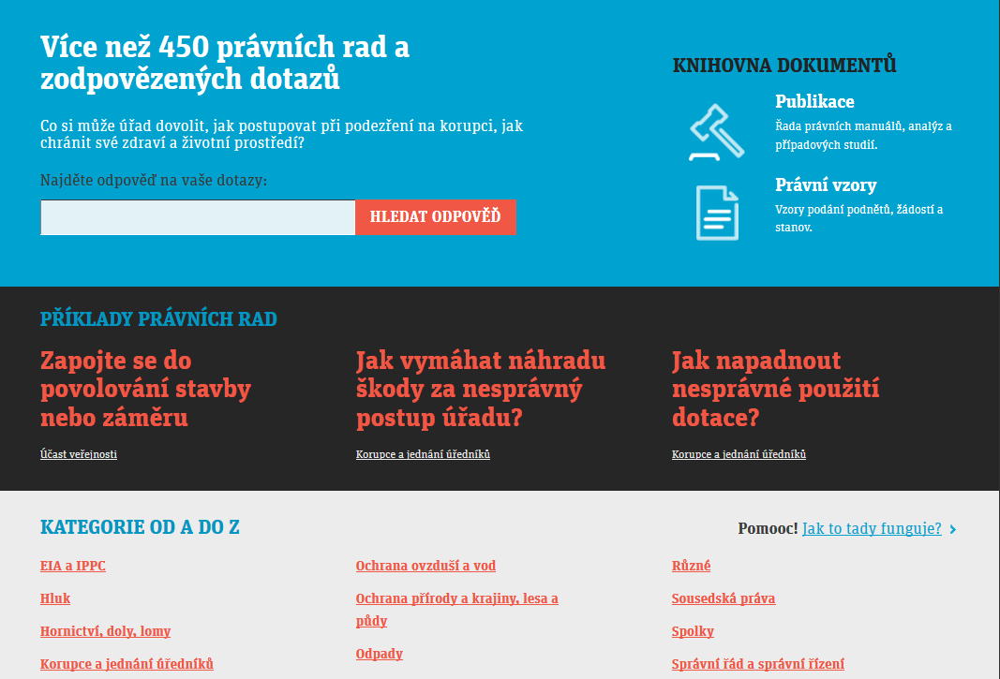 Více než 450 právních rad a
zodpovězených dotazů
Co si může úřad dovolit, jak postupovat při podezření na korupci, jak
chránit své zdraví a životní prostředí?
Najděte odpověď na vaše dotazy:
HLEDAT ODPOVĚĎ
KNIHOVNA DOKUMENTŮ
Publikace
Řada právních manuálů, analýz a
případových studií.
Právní vzory
Vzory podání podnětů, žádostí a
stanov.
PŘÍKLADY PRÁVNÍCH RAD
Zapojte se do
povolování stavby
nebo záměru
Účast veřejnosti
Jak vymáhat náhradu
škody za nesprávný
postup úřadu?
Korupce a jednání úředníků
Jak napadnout
nesprávné použití
dotace?
Korupce a jednání úředníků
KATEGORIE OD A DO Z
Pomooc! Jak to tady funguje?
EIA a IPPC
Hluk
Hornictví, doly, lomy
Korupce a jednání úředníků
Ochrana ovzduší a vod
Ochrana přírody a krajiny, lesa a
půdy
Odpady
Různé
Sousedská práva
Spolky
Správní řád a správní řízení